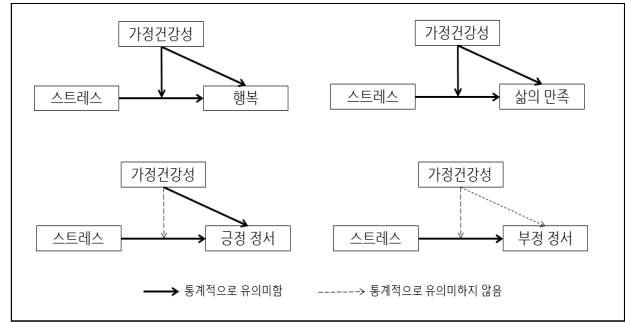 가정건강성
가정건강성
스트레스
행복
스트레스
삶의 만족
가정건강성
가정건강성
스트레스
긍정 정서
스트레스
부정 정서
통계적으로 유의미함
통계적으로 유의미하지 않음